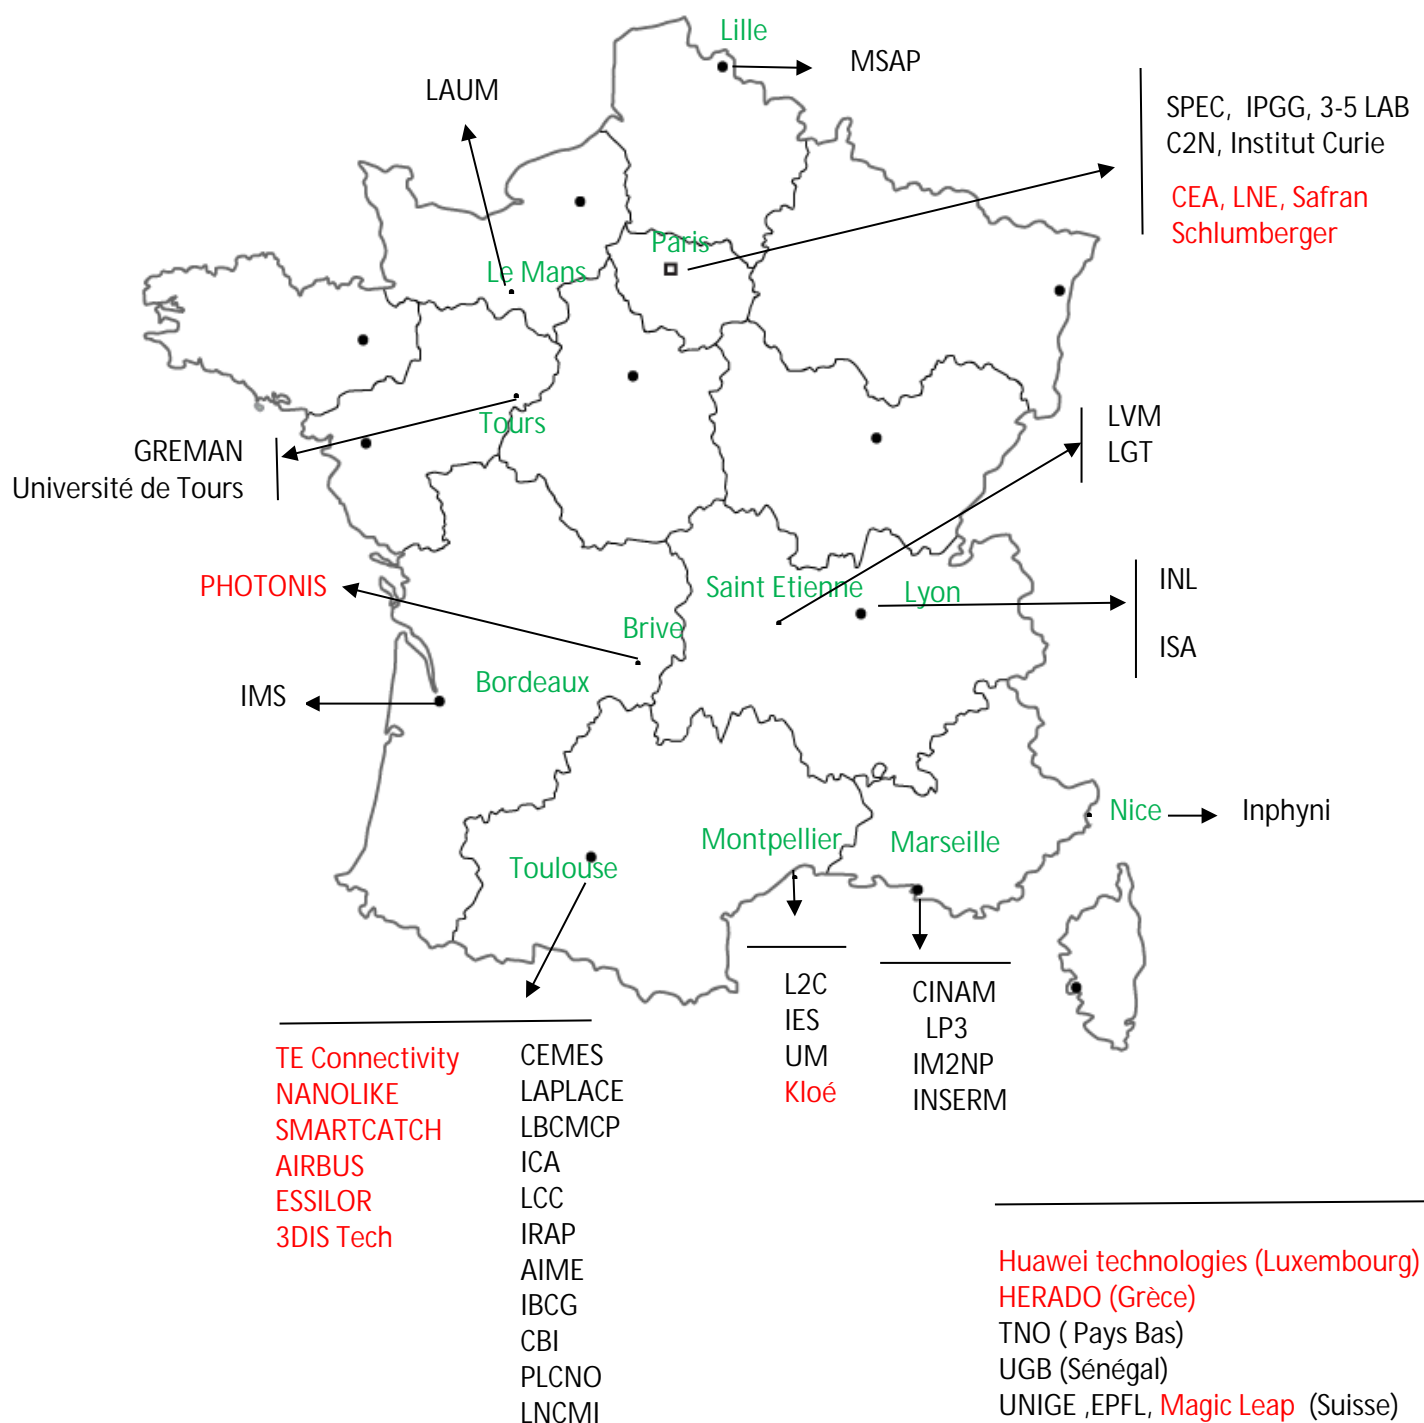 Lille
MSAP
LAUM
SPEC, IPGG, 3-5 LAB
C2N, Institut Curie
CEA, LNE, Safran
Schlumberger
Paris
Le Mans
Tours
GREMAN
Université de Tours
LVM
LGT
PHOTONIS
Saint Etienne
Lyon
INL
ISA
Brive
Bordeaux
IMS
Nice
Inphyni
Montpellier
Marseille
Toulouse
L2C
IES
UM
Kloé
CINAM
LP3
IM2NP
INSERM
TE Connectivity
NANOLIKE
SMARTCATCH
AIRBUS
ESSILOR
3DIS Tech
CEMES
LAPLACE
LBCMCP
ICA
LCC
IRAP
AIME
IBCG
CBI
PLCNO
LNCMI
Huawei technologies (Luxembourg)
HERADO (Grèce)
TNO ( Pays Bas)
UGB (Sénégal)
UNIGE ,EPFL, Magic Leap (Suisse)